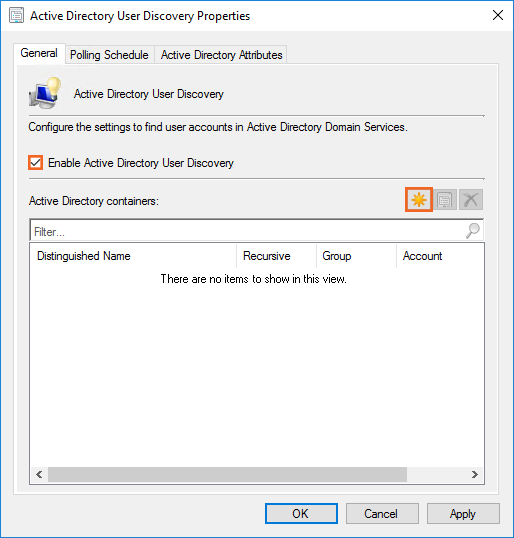 Active Directory User Discovery Properties
General Polling Schedule Active Directory Attributes
Active Directory User Discovery
Configure the settings to find user accounts in Active Directory Domain Services.
Enable Active Directory User Discovery
Active Directory containers:
Filter...
Distinguished Name Recursive Group Account
There are no items to show in this view.
OK Cancel Apply